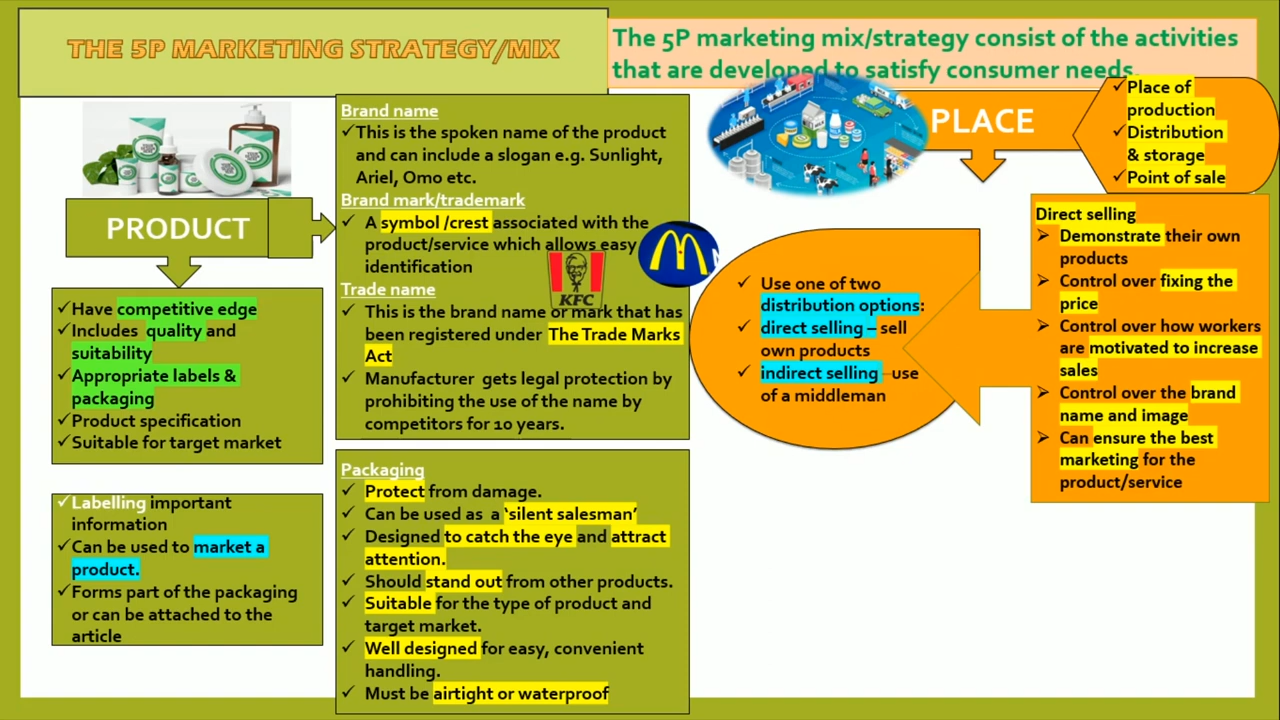 THE 5P MARKETING STRATEGY/MIX
The 5P marketing mix/strategy consist of the activities
that are developed to satisfy consumer needs.
PRODUCT
✓Have competitive edge
✓Includes quality and
suitability
✓Appropriate labels &
packaging
✓Product specification
✓Suitable for target market
✓Labelling important
information
✓Can be used to market a
product.
✓Forms part of the packaging
or can be attached to the
article
Brand name
✓This is the spoken name of the product
and can include a slogan e.g. Sunlight,
Ariel, Omo etc.
Brand mark/trademark
✓ A symbol /crest associated with the
product/service which allows easy
identification
KFC
Trade name
✓ This is the brand name or mark that has
been registered under The Trade Marks
Act
✓ Manufacturer gets legal protection by
prohibiting the use of the name by
competitors for 10 years.
Packaging
✓ Protect from damage.
✓ Can be used as a ‘silent salesman’
✓ Designed to catch the eye and attract
attention.
✓ Should stand out from other products.
✓ Suitable for the type of product and
target market.
✓ Well designed for easy, convenient
handling.
✓ Must be airtight or waterproof
PLACE
✓Place of
production
✓Distribution
& storage
✓Point of sale
✓ Use one of two
distribution options:
✓ direct selling – sell
own products
✓ indirect selling –use
of a middleman
Direct selling
➢ Demonstrate their own
products
➢ Control over fixing the
price
➢ Control over how workers
are motivated to increase
sales
➢ Control over the brand
name and image
➢ Can ensure the best
marketing for the
product/service